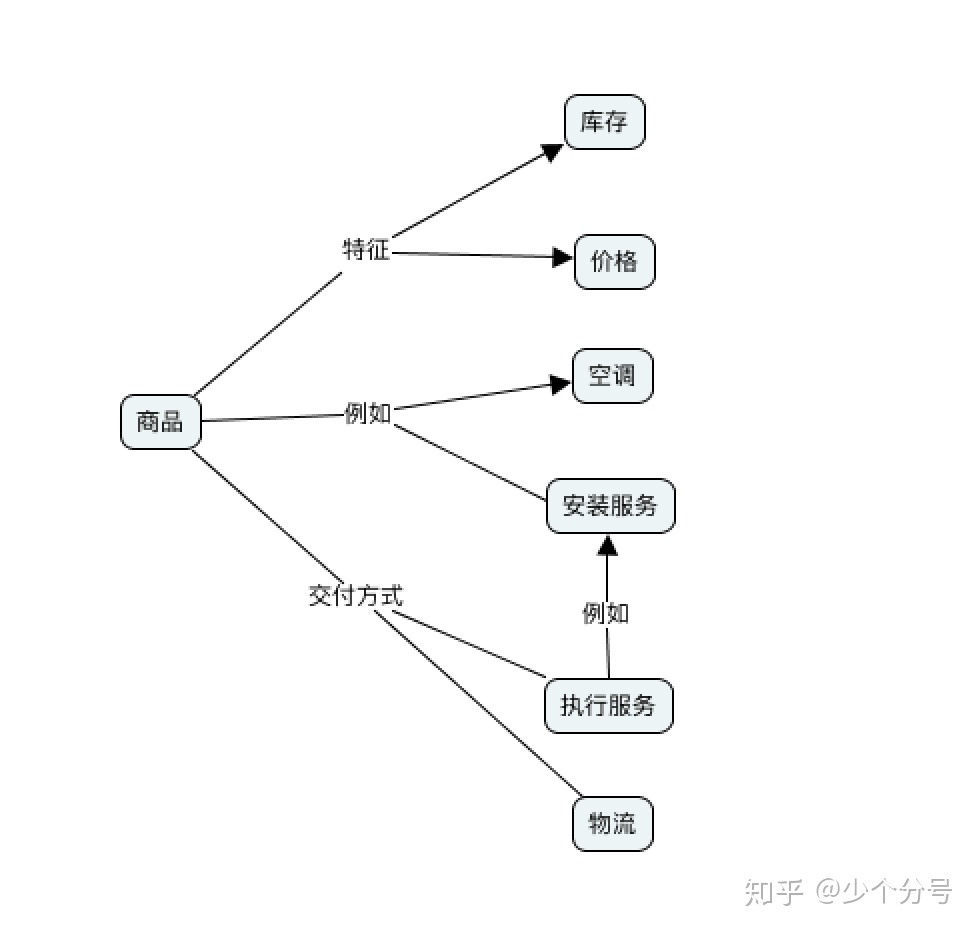 库存
特征
价格
空调
商品
例如
安装服务
交付方式
例如
执行服务
物流
知乎 @少个分号